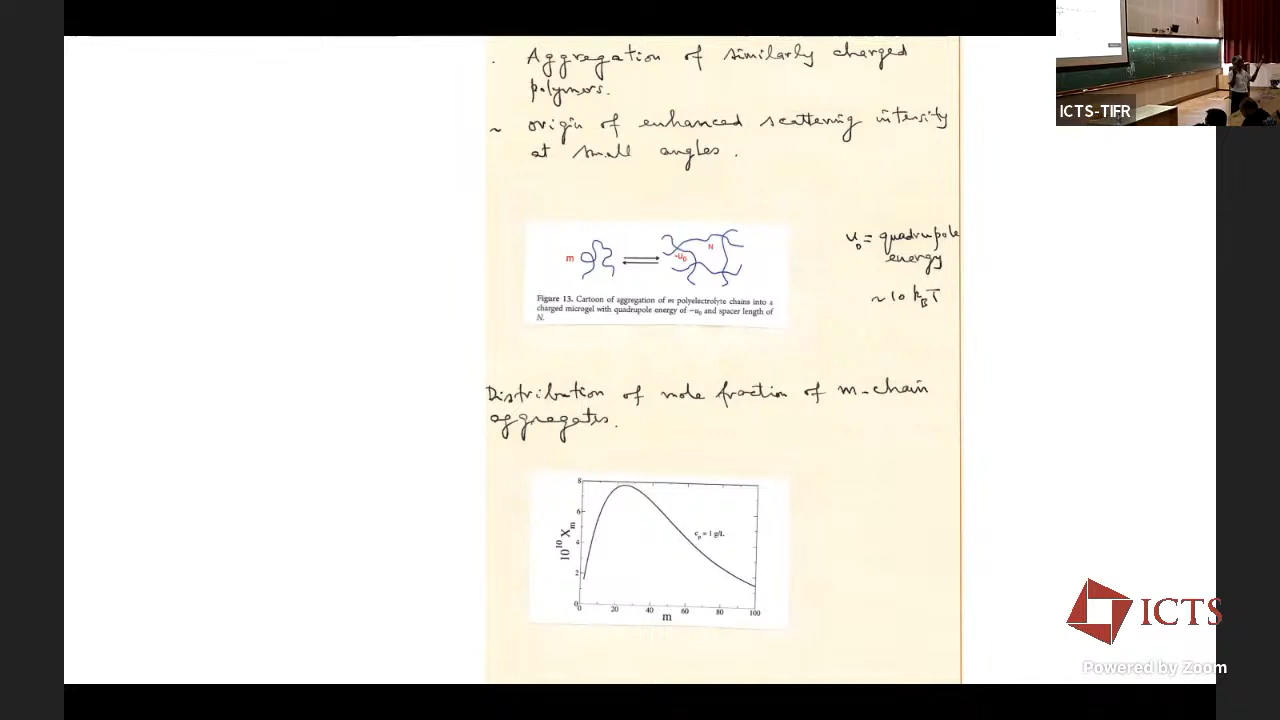 . Aggregation of similarly charged
polymers.
~ origin of enhanced scattering intensity
at small angles.
m
N
-u₀
u₀ = quadrupole
energy
~ 10 k_B T
Figure 13. Cartoon of aggregation of m polyelectrolyte chains into a
charged microgel with quadrupole energy of −u₀ and spacer length of
N.
Distribution of mole fraction of m-chain
aggregates.
8
6
4
2
0
10¹⁰ Xₘ
cₚ = 1 g/L
0 20 40 60 80 100
m
ICTS-TIFR
ICTS
Powered by Zoom